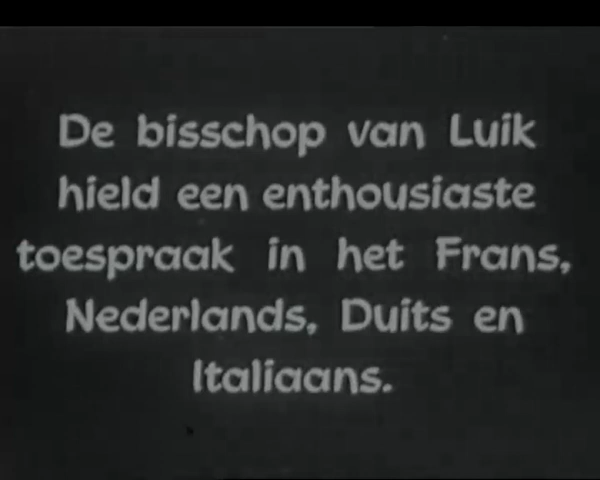 De bisschop van Luik
hield een enthousiaste
toespraak in het Frans,
Nederlands, Duits en
Italiaans.